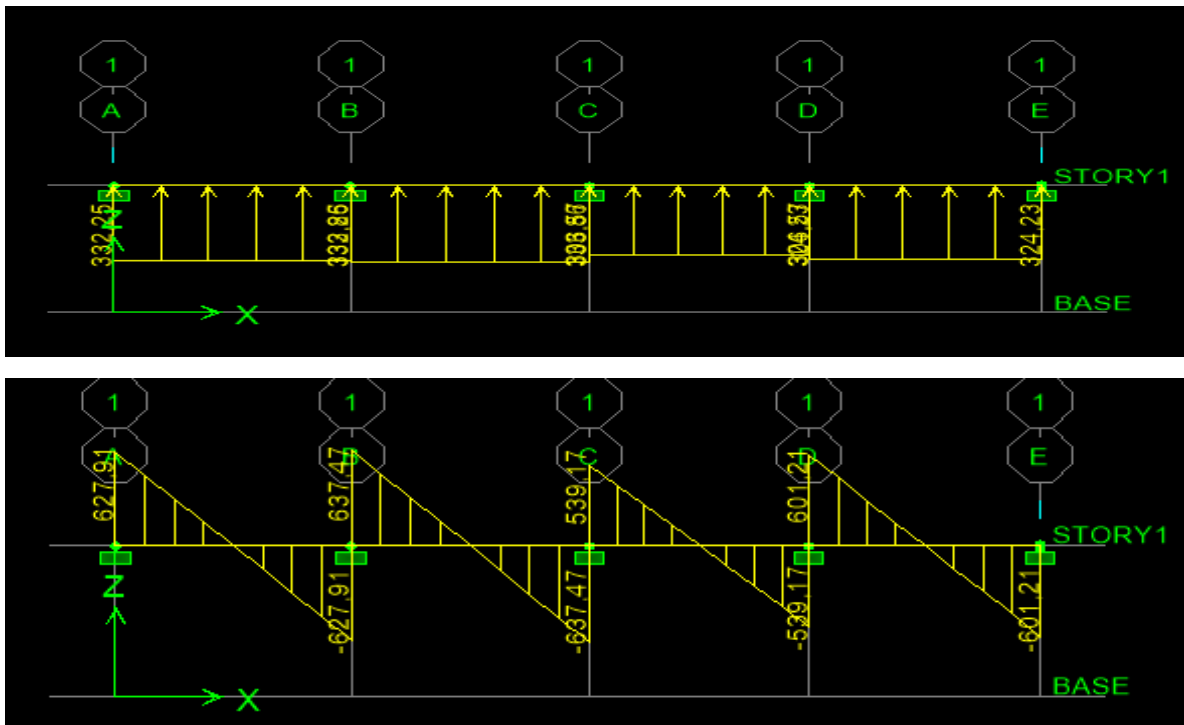 1 1 1 1 1
A B C D E
STORY1
332.25
324.23
Z
X
BASE
1 1 1 1 1
A B C D E
627.91 637.47 539.17 601.21
STORY1
-627.91 -637.47 -539.17 -601.21
Z
X
BASE